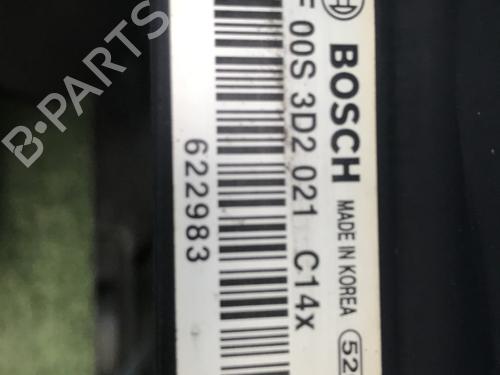 BOSCH MADE IN KOREA 52
F 00S 3D2 021 C14x
622983
B-PARTS